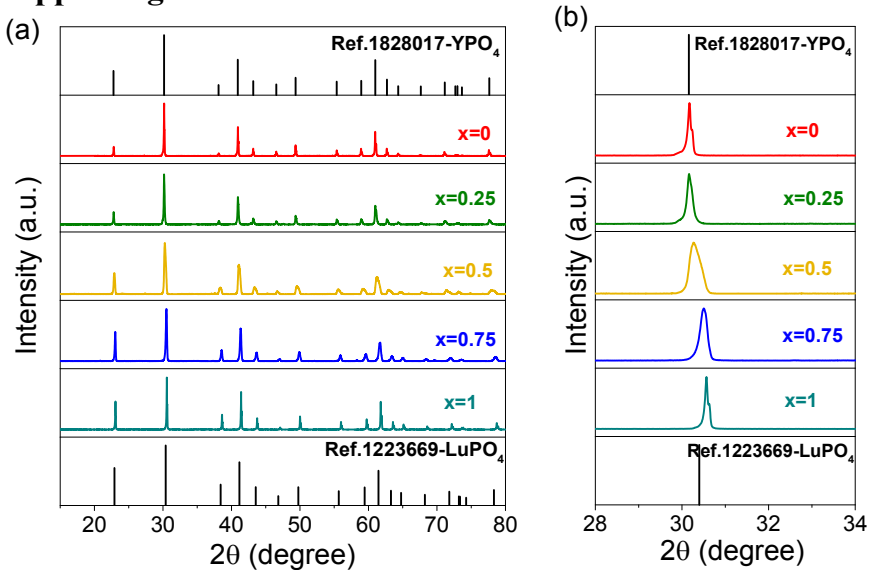 (a)
Ref.1828017-YPO₄
x=0
x=0.25
x=0.5
x=0.75
x=1
Ref.1223669-LuPO₄
Intensity (a.u.)
20 30 40 50 60 70 80
2θ (degree)
(b)
Ref.1828017-YPO₄
x=0
x=0.25
x=0.5
x=0.75
x=1
Ref.1223669-LuPO₄
Intensity (a.u.)
28 30 32 34
2θ (degree)